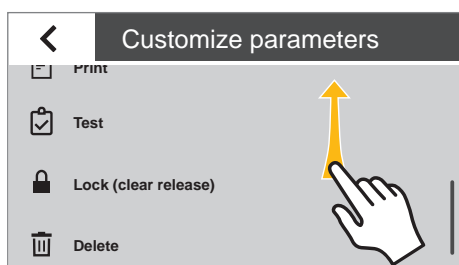 Customize parameters
Print
Test
Lock (clear release)
Delete